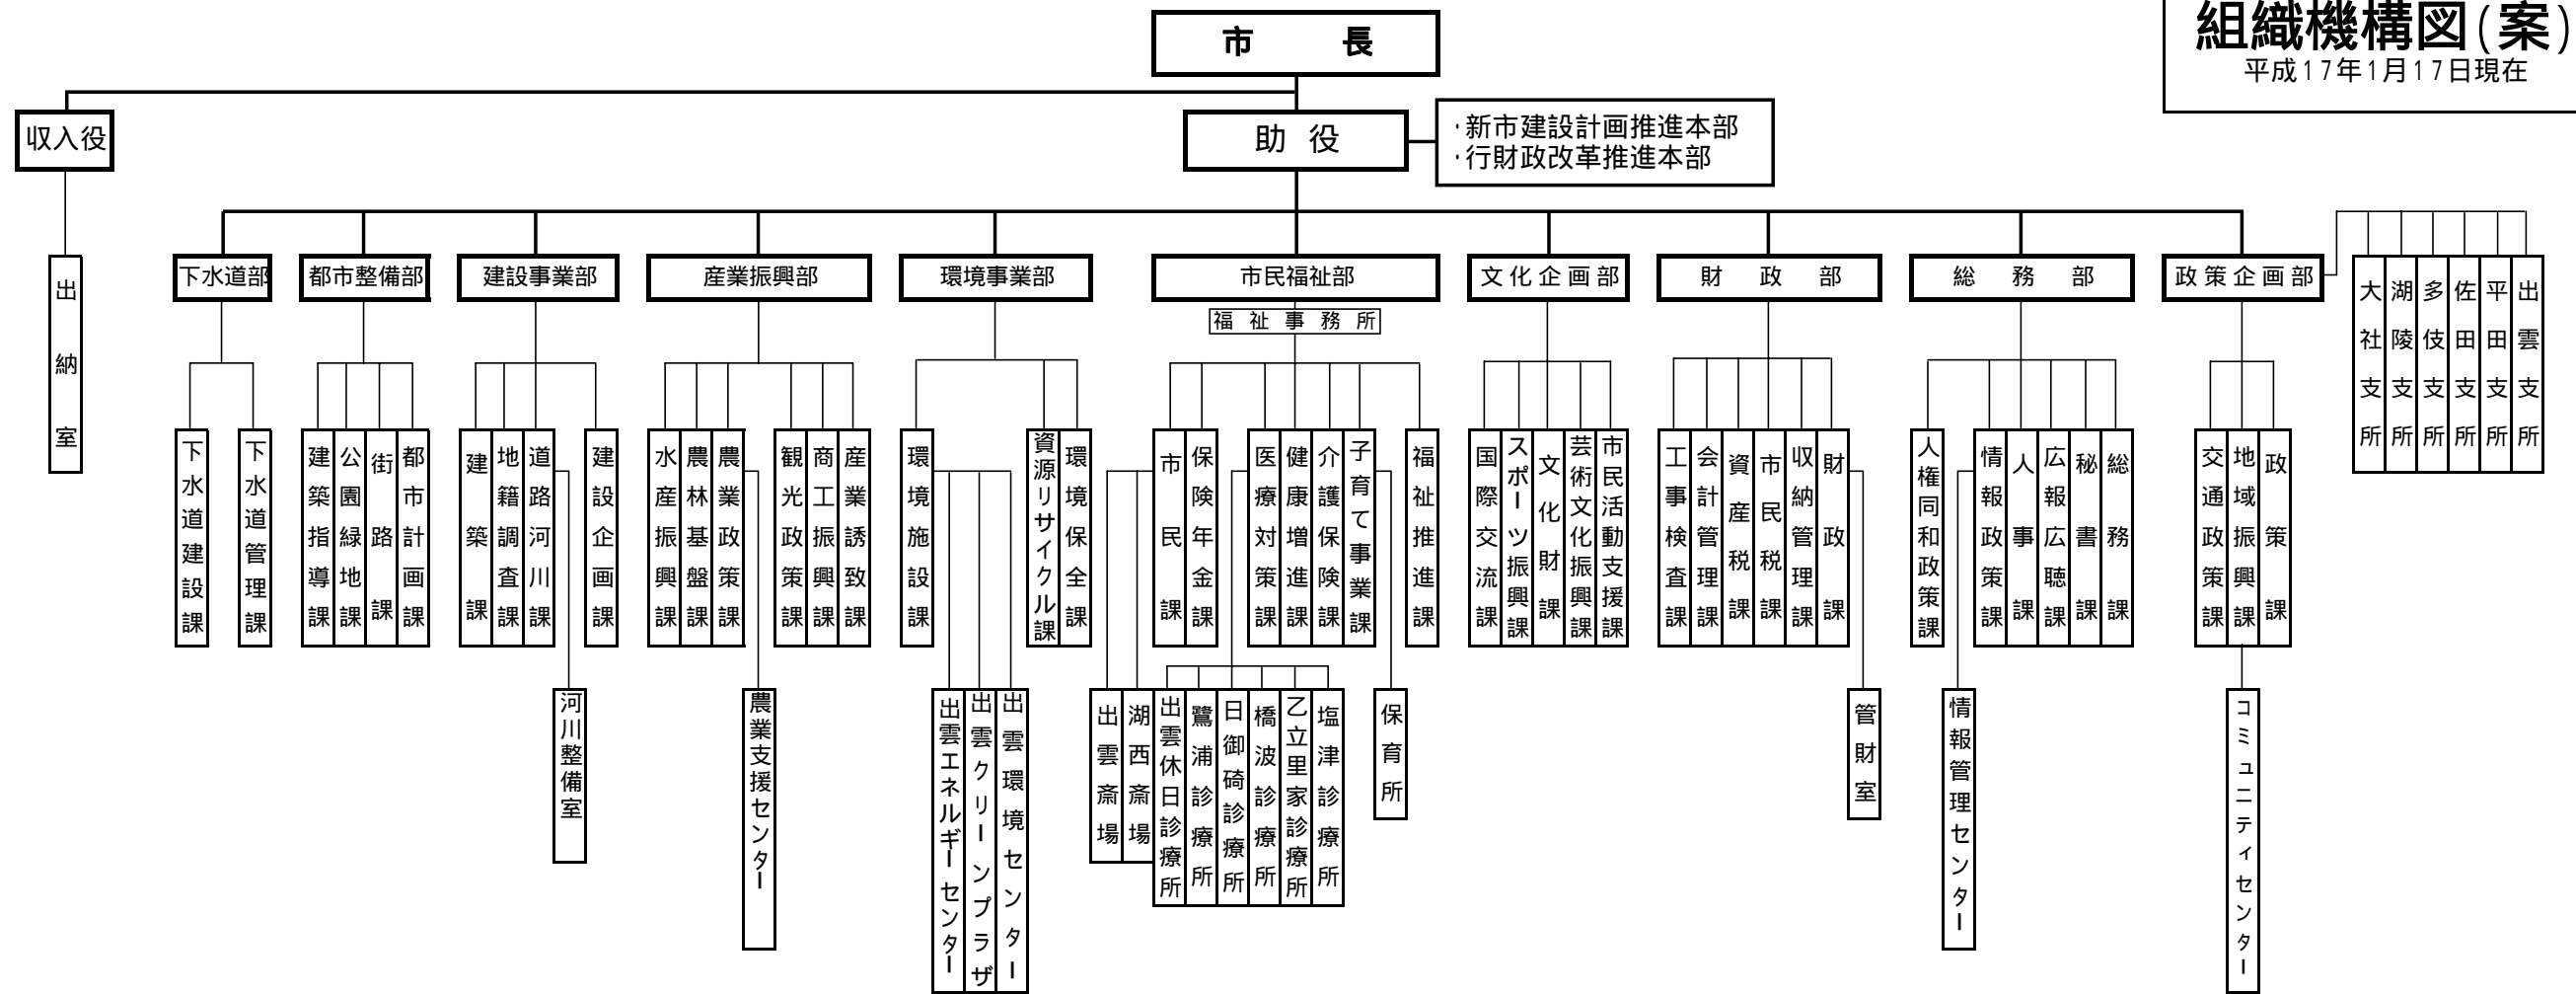 組織機構図(案)
平成17年1月17日現在
市長
収入役
助役
・新市建設計画推進本部
・行財政改革推進本部
下水道部
都市整備部
建設事業部
産業振興部
環境事業部
市民福祉部
文化企画部
財政部
総務部
政策企画部
福祉事務所
出納室
大社支所
湖陵支所
多伎支所
佐田支所
平田支所
出雲支所
下水道建設課
下水道管理課
建築指導課
公園緑地課
街路課
都市計画課
建築課
地籍調査課
道路河川課
建設企画課
水産振興課
農林基盤課
農業政策課
観光政策課
商工振興課
産業誘致課
環境施設課
資源リサイクル課
環境保全課
市民課
保険年金課
医療対策課
健康増進課
介護保険課
子育て事業課
福祉推進課
国際交流課
スポーツ振興課
文化財課
芸術文化振興課
市民活動支援課
工事検査課
会計管理課
資産税課
市民税課
収納管理課
財政課
人権同和政策課
情報政策課
人事課
広報広聴課
秘書課
総務課
交通政策課
地域振興課
政策課
河川整備室
農業支援センター
出雲エネルギーセンター
出雲クリーンプラザ
出雲環境センター
出雲斎場
湖西斎場
出雲休日診療所
鷺浦診療所
日御碕診療所
橋波診療所
乙立里家診療所
塩津診療所
保育所
管財室
情報管理センター
コミュニティセンター